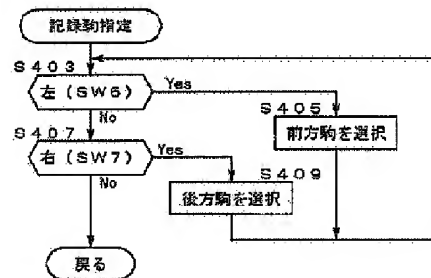 記録駒指定
S403
左（SW6） Yes
No
S405
前方駒を選択
S407
右（SW7） Yes
No
S409
後方駒を選択
戻る